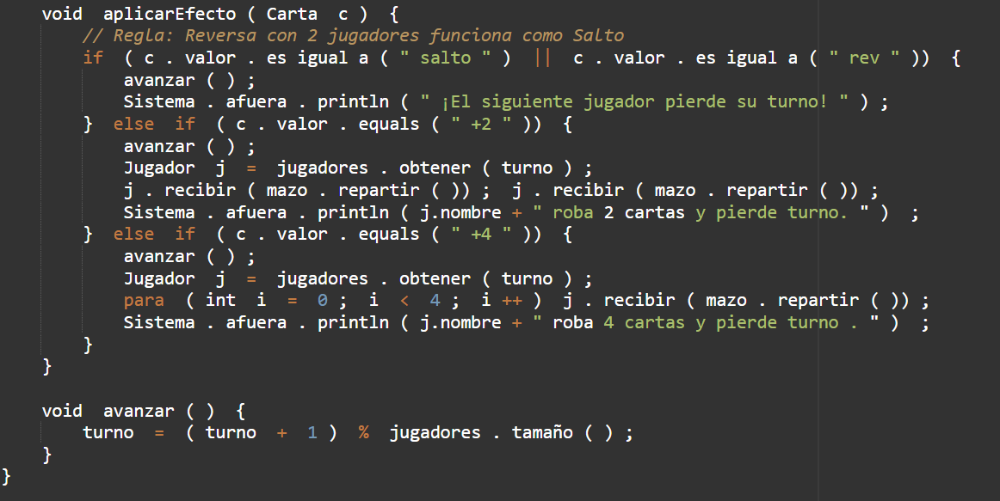 void aplicarEfecto ( Carta c ) {
// Regla: Reversa con 2 jugadores funciona como Salto
if ( c . valor . es igual a ( " salto " ) || c . valor . es igual a ( " rev " )) {
avanzar ( ) ;
Sistema . afuera . println ( " ¡El siguiente jugador pierde su turno! " ) ;
} else if ( c . valor . equals ( " +2 " )) {
avanzar ( ) ;
Jugador j = jugadores . obtener ( turno ) ;
j . recibir ( mazo . repartir ( )) ; j . recibir ( mazo . repartir ( )) ;
Sistema . afuera . println ( j.nombre + " roba 2 cartas y pierde turno. " ) ;
} else if ( c . valor . equals ( " +4 " )) {
avanzar ( ) ;
Jugador j = jugadores . obtener ( turno ) ;
para ( int i = 0 ; i < 4 ; i ++ ) j . recibir ( mazo . repartir ( )) ;
Sistema . afuera . println ( j.nombre + " roba 4 cartas y pierde turno . " ) ;
}
}
void avanzar ( ) {
turno = ( turno + 1 ) % jugadores . tamaño ( ) ;
}
}